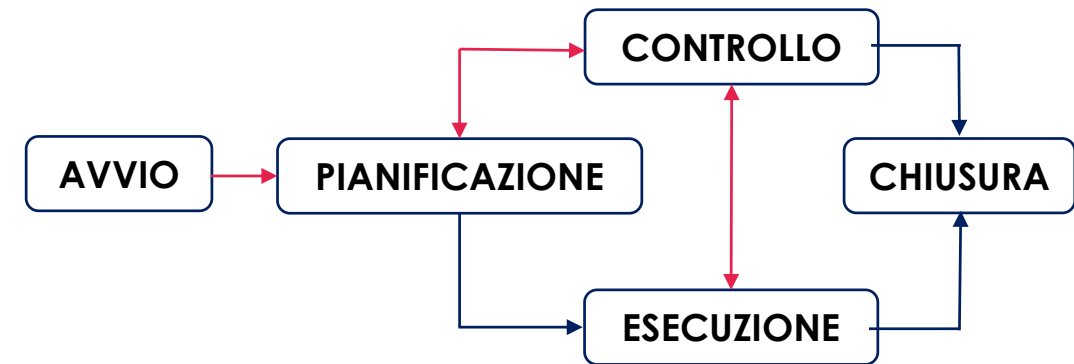 CONTROLLO
AVVIO
PIANIFICAZIONE
CHIUSURA
ESECUZIONE